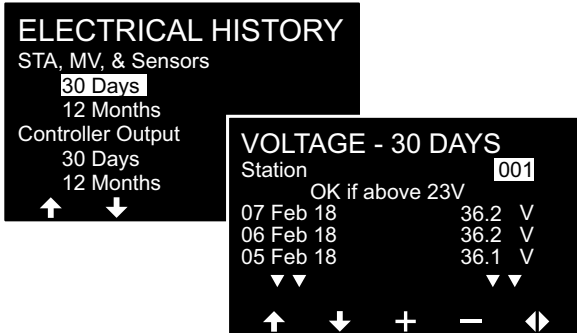 ELECTRICAL HISTORY
STA, MV, & Sensors
30 Days
12 Months
Controller Output
30 Days
12 Months
VOLTAGE - 30 DAYS
Station 001
OK if above 23V
07 Feb 18 36.2 V
06 Feb 18 36.2 V
05 Feb 18 36.1 V